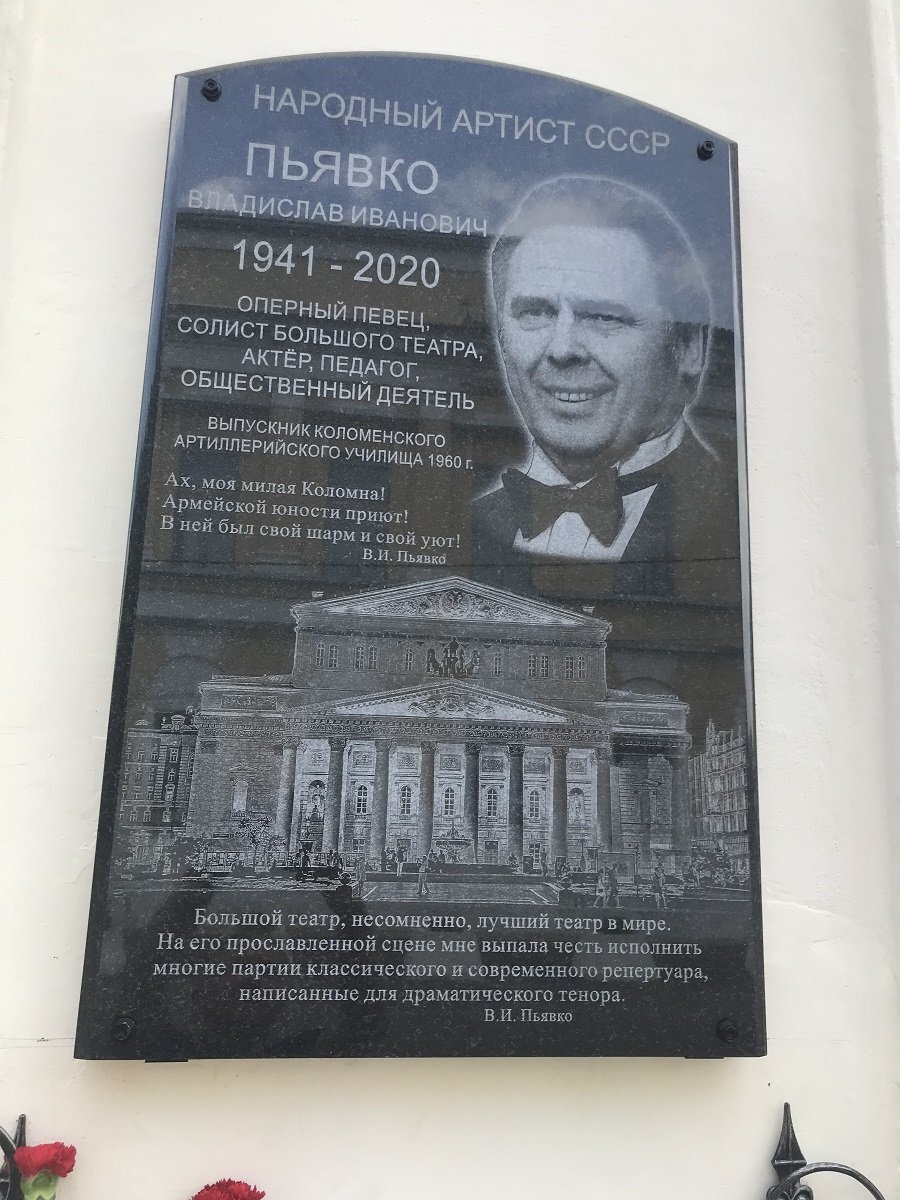 НАРОДНЫЙ АРТИСТ СССР
ПЬЯВКО
ВЛАДИСЛАВ ИВАНОВИЧ
1941 - 2020
ОПЕРНЫЙ ПЕВЕЦ,
СОЛИСТ БОЛЬШОГО ТЕАТРА,
АКТЁР, ПЕДАГОГ,
ОБЩЕСТВЕННЫЙ ДЕЯТЕЛЬ
ВЫПУСКНИК КОЛОМЕНСКОГО
АРТИЛЛЕРИЙСКОГО УЧИЛИЩА 1960 г.
Ах, моя милая Коломна!
Армейской юности приют!
В ней был свой шарм и свой уют!
В.И. Пьявко
Большой театр, несомненно, лучший театр в мире.
На его прославленной сцене мне выпала честь исполнить
многие партии классического и современного репертуара,
написанные для драматического тенора.
В.И. Пьявко